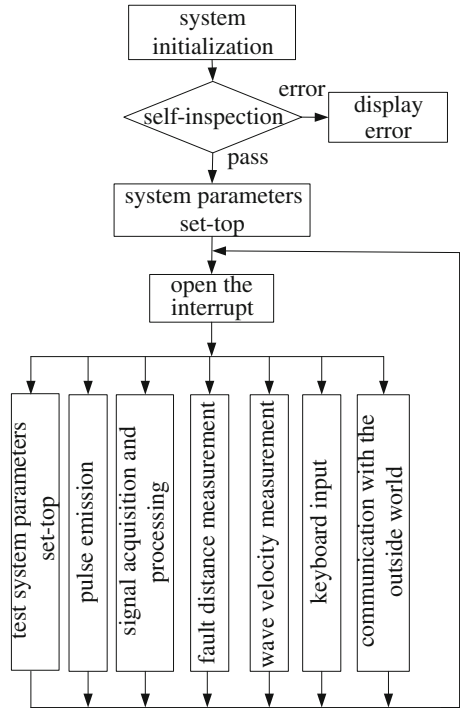 system
initialization
self-inspection
error
display
error
pass
system parameters
set-top
open the
interrupt
test system parameters
set-top
pulse emission
signal acquisition and
processing
fault distance measurement
wave velocity measurement
keyboard input
communication with the
outside world